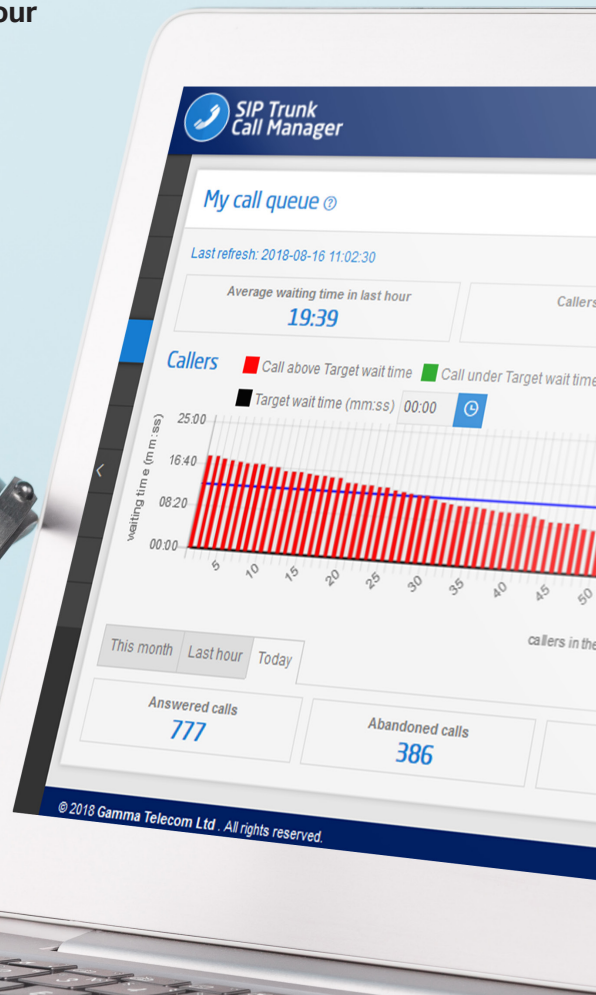 our
SIP Trunk
Call Manager
My call queue
Last refresh: 2018-08-16 11:02:30
Average waiting time in last hour
Callers
19:39
Callers
Call above Target wait time
Call under Target wait time
Target wait time (mm:ss)
00:00
waiting time (mm:ss)
25:00
16:40
08:20
00:00
5 10 15 20 25 30 35 40 45 50
callers in the
This month
Last hour
Today
Answered calls
777
Abandoned calls
386
© 2018 Gamma Telecom Ltd . All rights reserved.